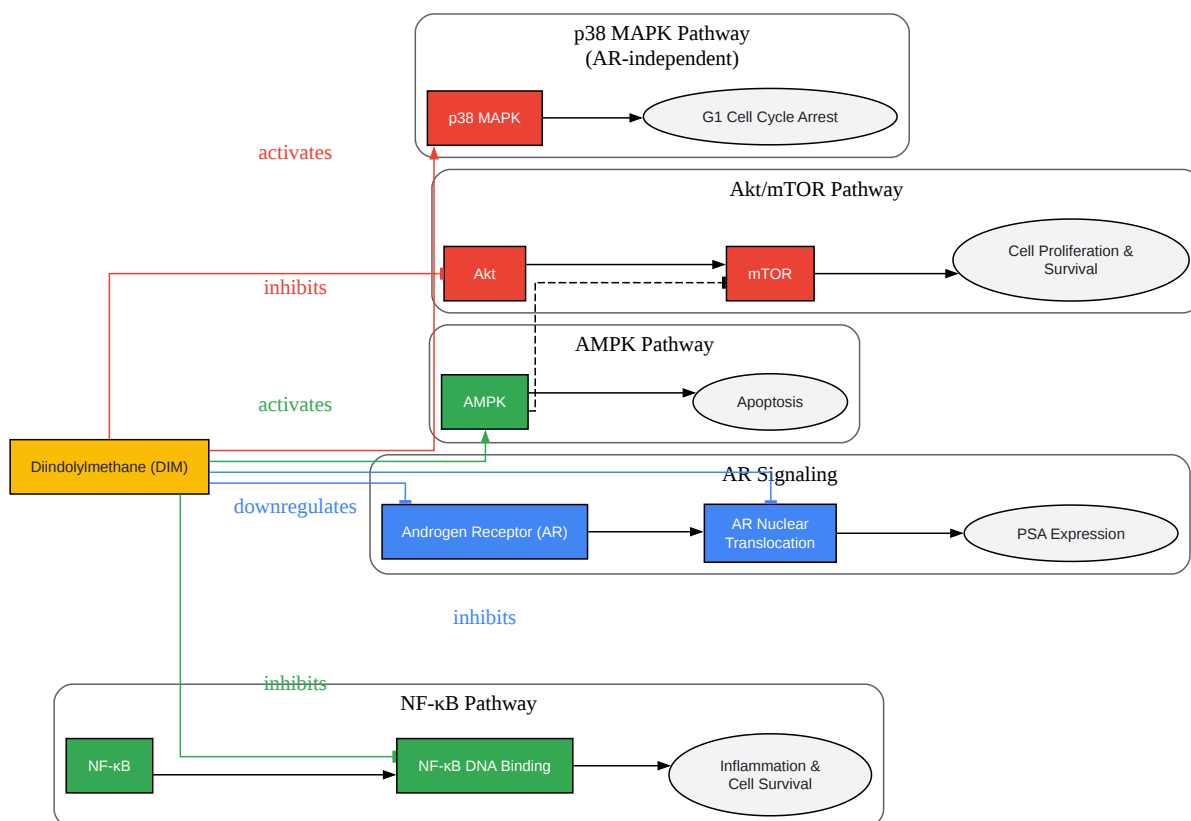 p38 MAPK Pathway
(AR-independent)
p38 MAPK
G1 Cell Cycle Arrest
activates
Akt/mTOR Pathway
Akt
mTOR
Cell Proliferation &
Survival
inhibits
AMPK Pathway
AMPK
Apoptosis
activates
Diindolylmethane (DIM)
AR Signaling
downregulates
Androgen Receptor (AR)
AR Nuclear
Translocation
PSA Expression
inhibits
inhibits
NF-κB Pathway
NF-κB
NF-κB DNA Binding
Inflammation &
Cell Survival